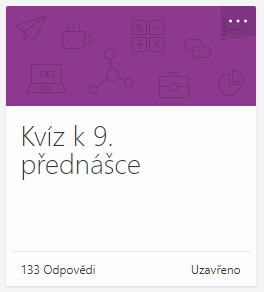 Kvíz k 9.
přednášce
133 Odpovědi
Uzavřeno